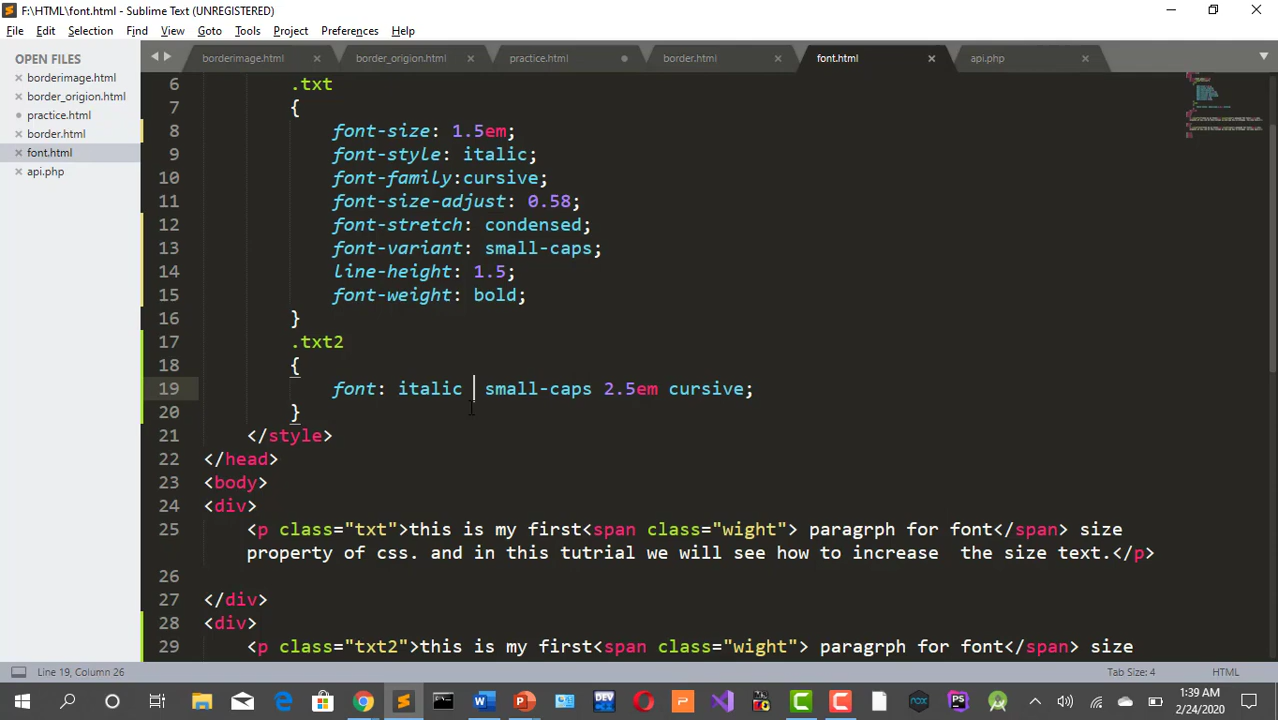 F:\HTML\font.html - Sublime Text (UNREGISTERED)
File Edit Selection Find View Goto Tools Project Preferences Help
OPEN FILES
borderimage.html
border_origion.html
practice.html
border.html
font.html
api.php
borderimage.html border_origion.html practice.html border.html font.html api.php
6 .txt
7 {
8 font-size: 1.5em;
9 font-style: italic;
10 font-family:cursive;
11 font-size-adjust: 0.58;
12 font-stretch: condensed;
13 font-variant: small-caps;
14 line-height: 1.5;
15 font-weight: bold;
16 }
17 .txt2
18 {
19 font: italic  small-caps 2.5em cursive;
20 }
21 </style>
22 </head>
23 <body>
24 <div>
25 <p class="txt">this is my first<span class="wight"> paragrph for font</span> size
property of css. and in this tutrial we will see how to increase  the size text.</p>
26
27 </div>
28 <div>
29 <p class="txt2">this is my first<span class="wight"> paragrph for font</span> size
Line 19, Column 26 Tab Size: 4 HTML
1:39 AM
2/24/2020